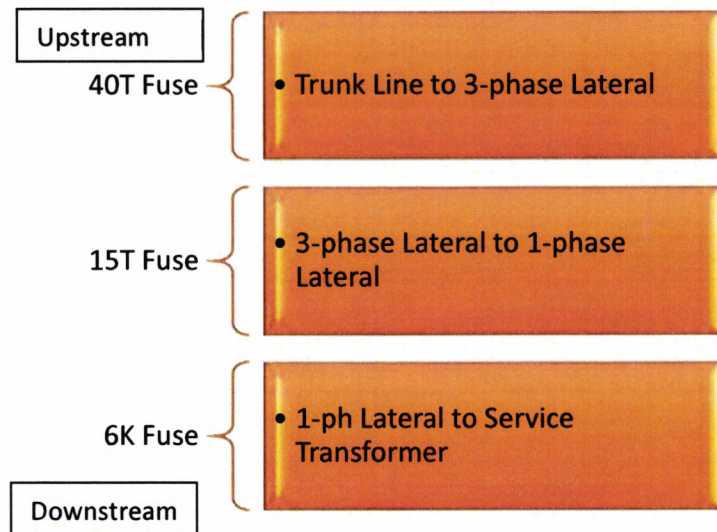 Upstream
40T Fuse
• Trunk Line to 3-phase Lateral
15T Fuse
• 3-phase Lateral to 1-phase
Lateral
6K Fuse
• 1-ph Lateral to Service
Transformer
Downstream